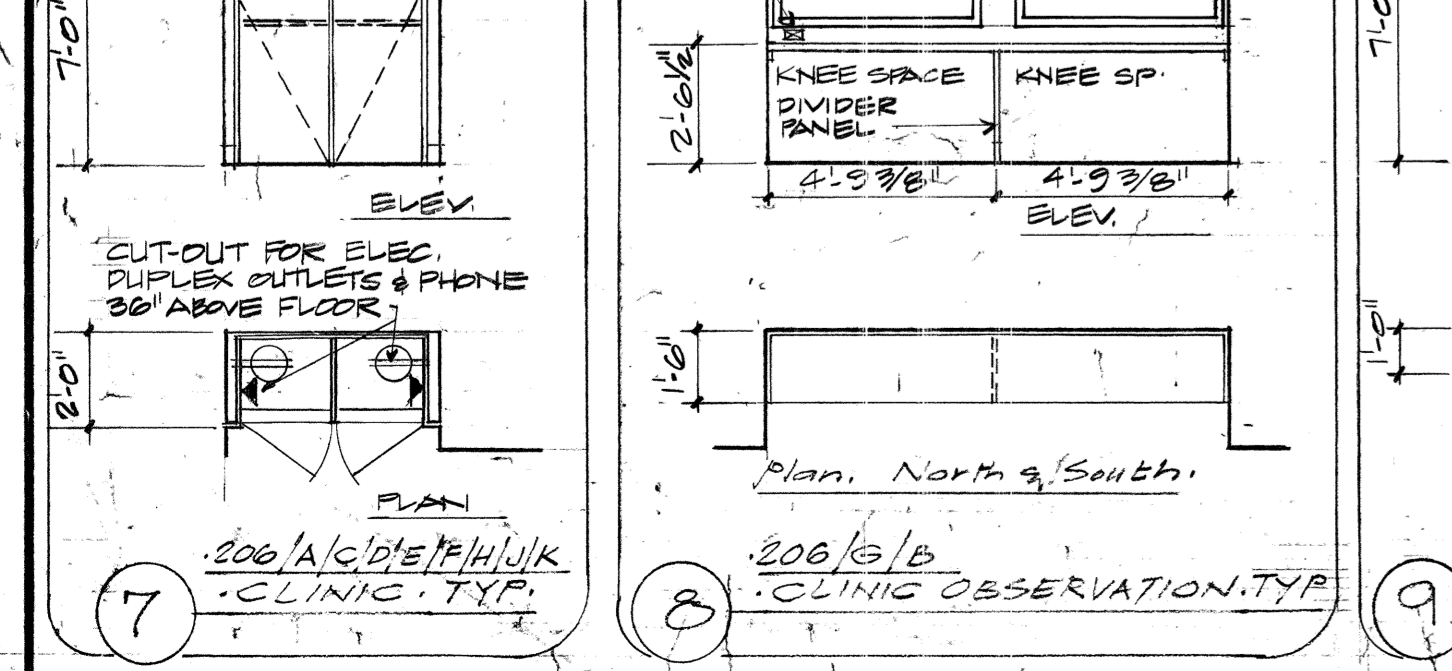 7'-0"
ELEV.
CUT-OUT FOR ELEC.
DUPLEX OUTLETS & PHONE
36" ABOVE FLOOR
2'-0"
PLAN
7
.206/A/C/D/E/F/H/J/K
.CLINIC. TYP.
2'-6 1/2"
KNEE SPACE
DIVIDER
PANEL
KNEE SP.
4'-9 3/8"
4'-9 3/8"
ELEV.
1'-6"
Plan. North & South.
8
.206/G/B
.CLINIC OBSERVATION.TYP
7'-0
1'-0"
9